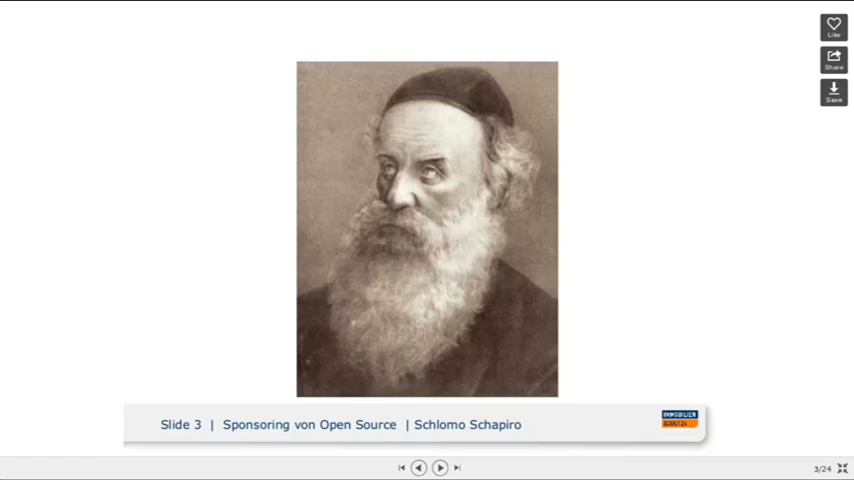 Like
Share
Save
Slide 3 | Sponsoring von Open Source | Schlomo Schapiro
IMMOBILIEN
SCOUT24
3/24